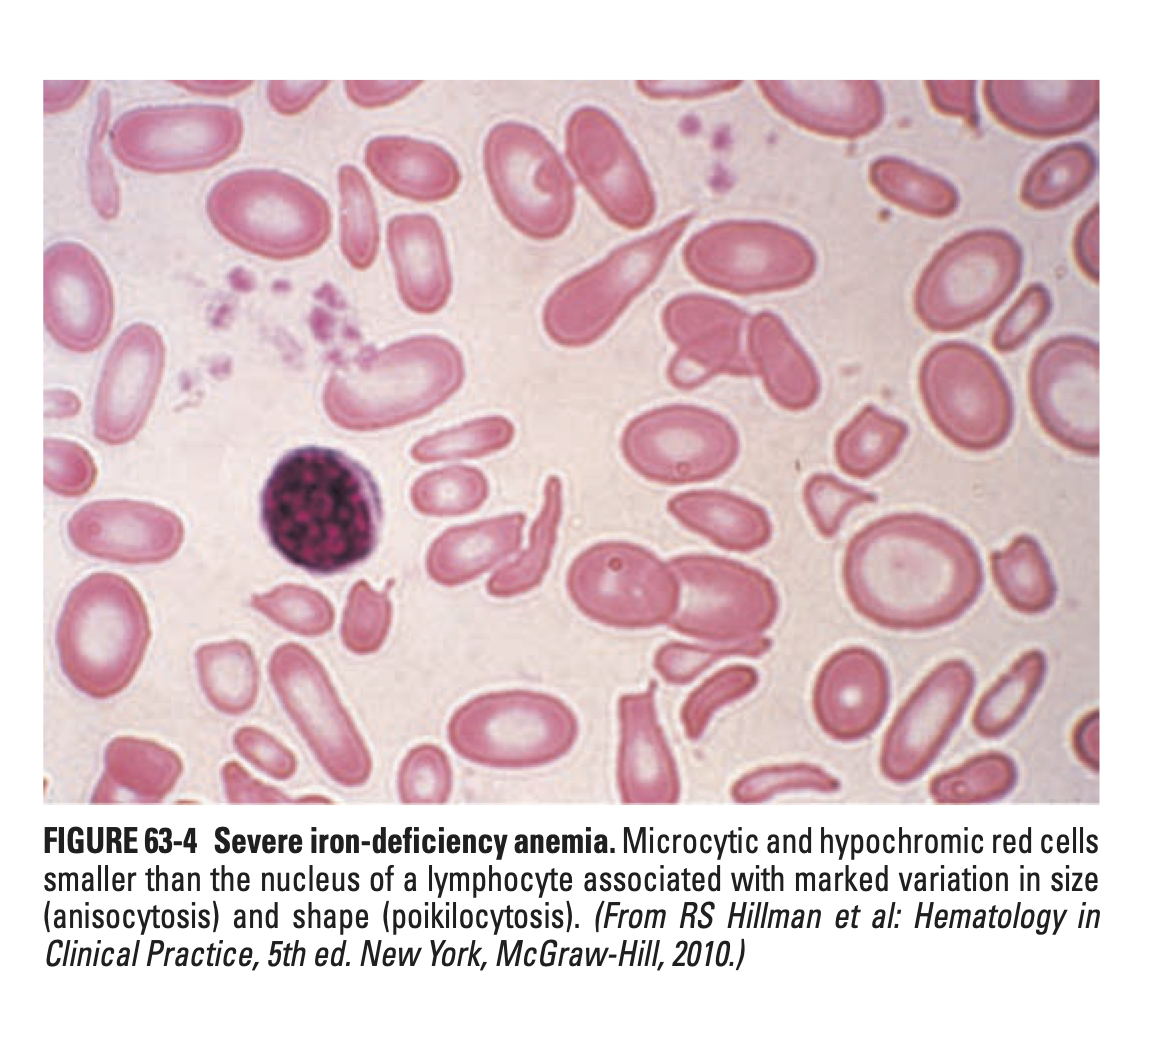 FIGURE 63-4 Severe iron-deficiency anemia. Microcytic and hypochromic red cells
smaller than the nucleus of a lymphocyte associated with marked variation in size
(anisocytosis) and shape (poikilocytosis). (From RS Hillman et al: Hematology in
Clinical Practice, 5th ed. New York, McGraw-Hill, 2010.)